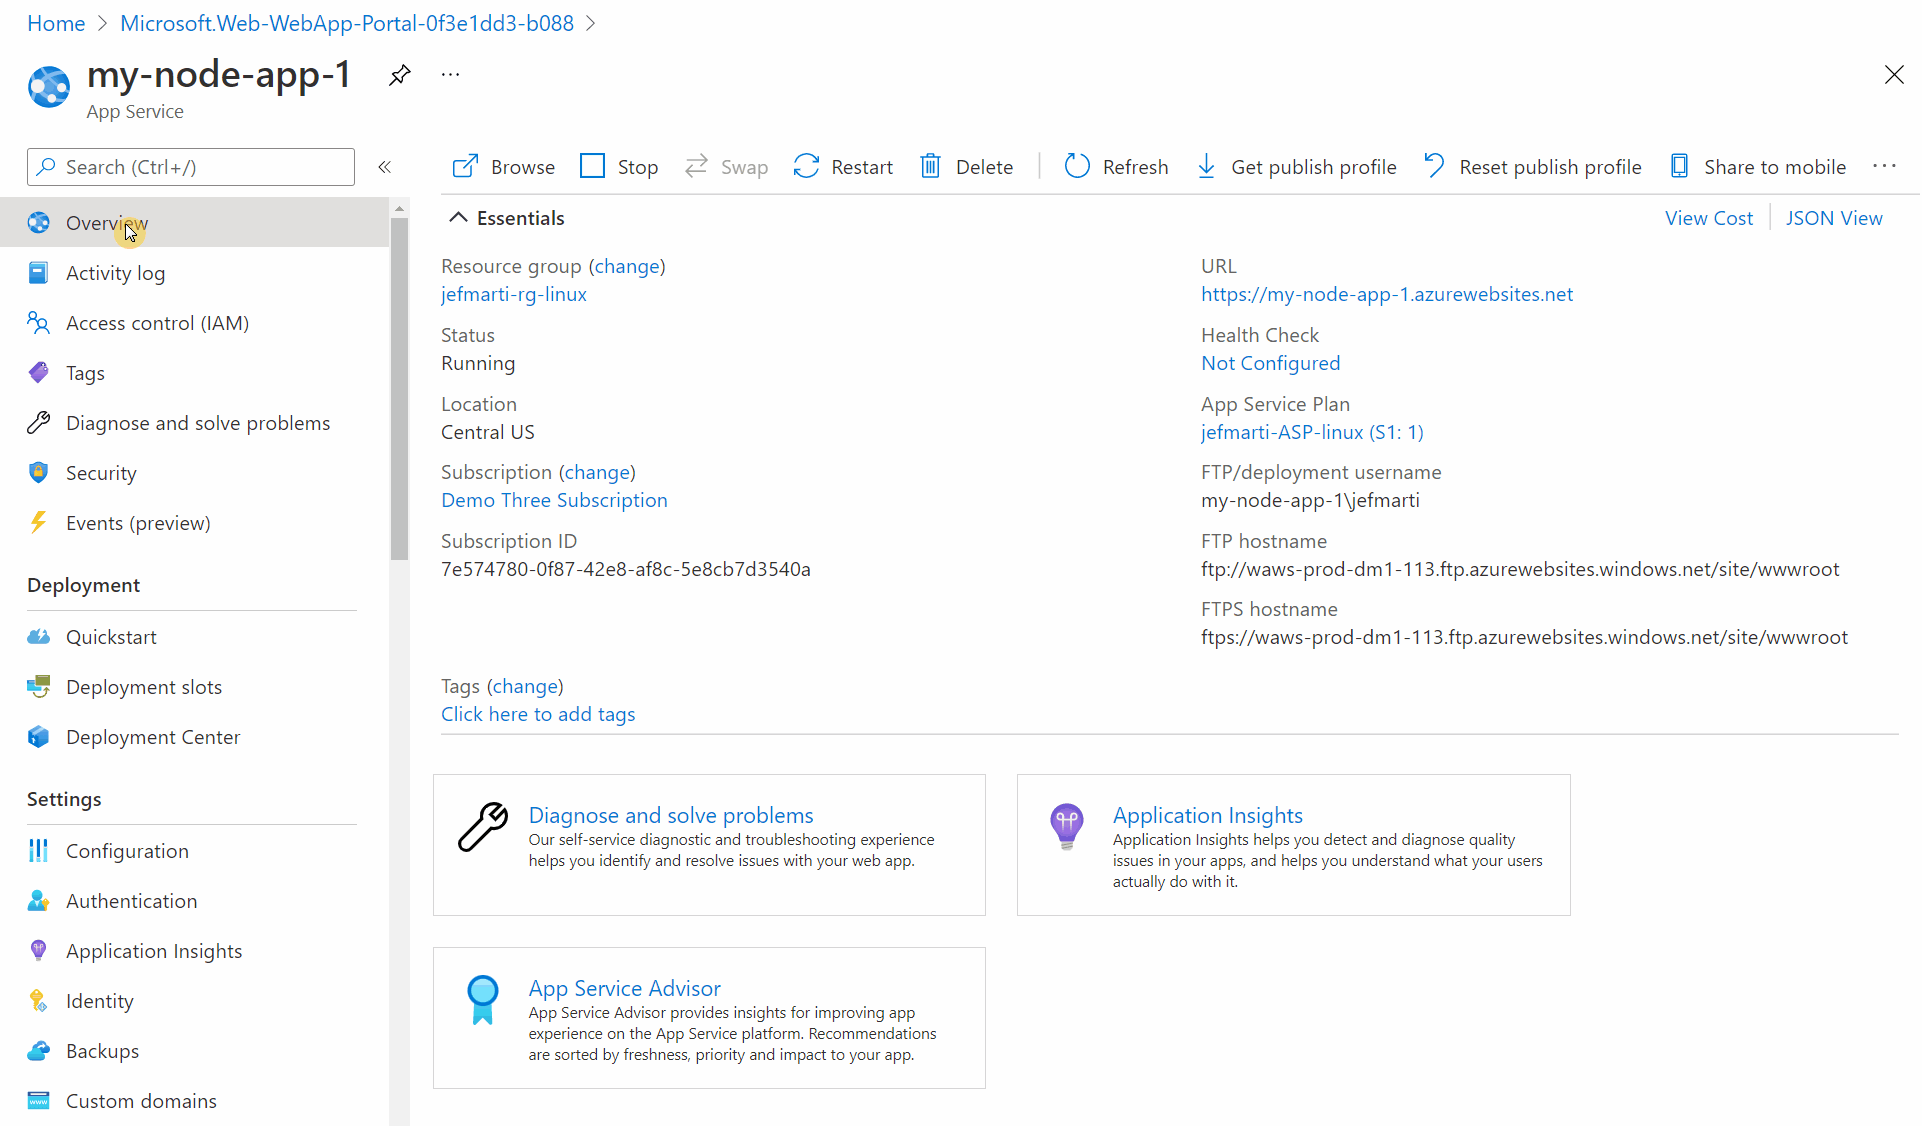 Home > Microsoft.Web-WebApp-Portal-0f3e1dd3-b088 >
my-node-app-1 ...
App Service
Search (Ctrl+/) «
Browse Stop Swap Restart Delete Refresh Get publish profile Reset publish profile Share to mobile ...
Overview
Activity log
Access control (IAM)
Tags
Diagnose and solve problems
Security
Events (preview)
Deployment
Quickstart
Deployment slots
Deployment Center
Settings
Configuration
Authentication
Application Insights
Identity
Backups
Custom domains
Essentials
View Cost JSON View
Resource group (change)
jefmarti-rg-linux
Status
Running
Location
Central US
Subscription (change)
Demo Three Subscription
Subscription ID
7e574780-0f87-42e8-af8c-5e8cb7d3540a
URL
https://my-node-app-1.azurewebsites.net
Health Check
Not Configured
App Service Plan
jefmarti-ASP-linux (S1: 1)
FTP/deployment username
my-node-app-1\jefmarti
FTP hostname
ftp://waws-prod-dm1-113.ftp.azurewebsites.windows.net/site/wwwroot
FTPS hostname
ftps://waws-prod-dm1-113.ftp.azurewebsites.windows.net/site/wwwroot
Tags (change)
Click here to add tags
Diagnose and solve problems
Our self-service diagnostic and troubleshooting experience
helps you identify and resolve issues with your web app.
Application Insights
Application Insights helps you detect and diagnose quality
issues in your apps, and helps you understand what your users
actually do with it.
App Service Advisor
App Service Advisor provides insights for improving app
experience on the App Service platform. Recommendations
are sorted by freshness, priority and impact to your app.